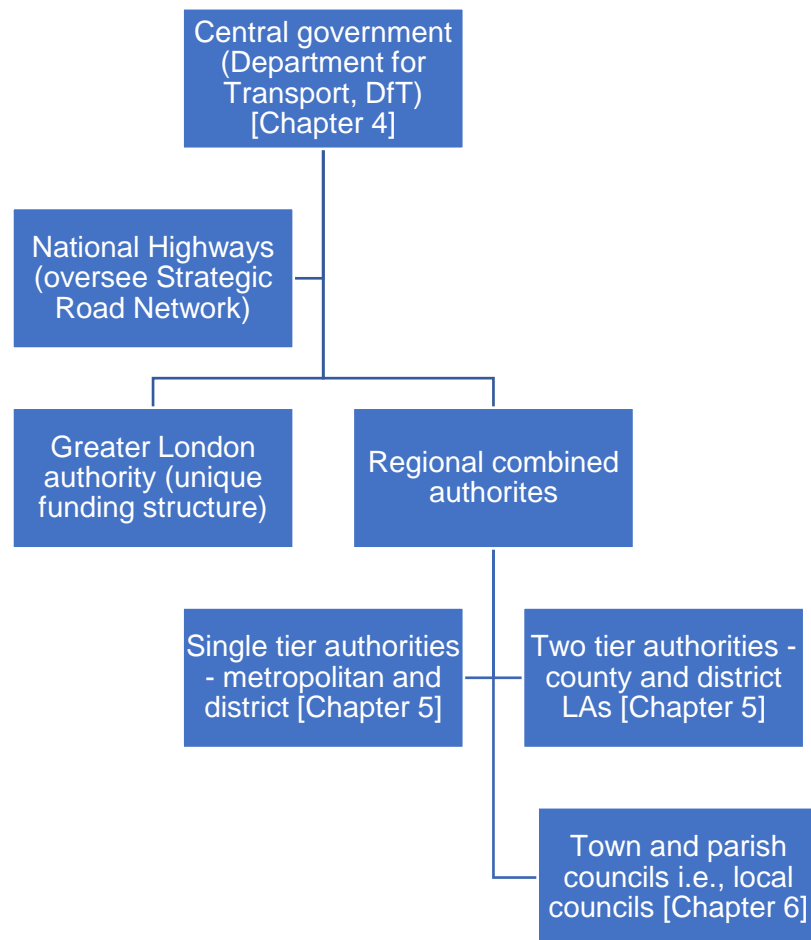 Central government
(Department for
Transport, DfT)
[Chapter 4]
National Highways
(oversee Strategic
Road Network)
Greater London
authority (unique
funding structure)
Regional combined
authorites
Single tier authorities
- metropolitan and
district [Chapter 5]
Two tier authorities -
county and district
LAs [Chapter 5]
Town and parish
councils i.e., local
councils [Chapter 6]